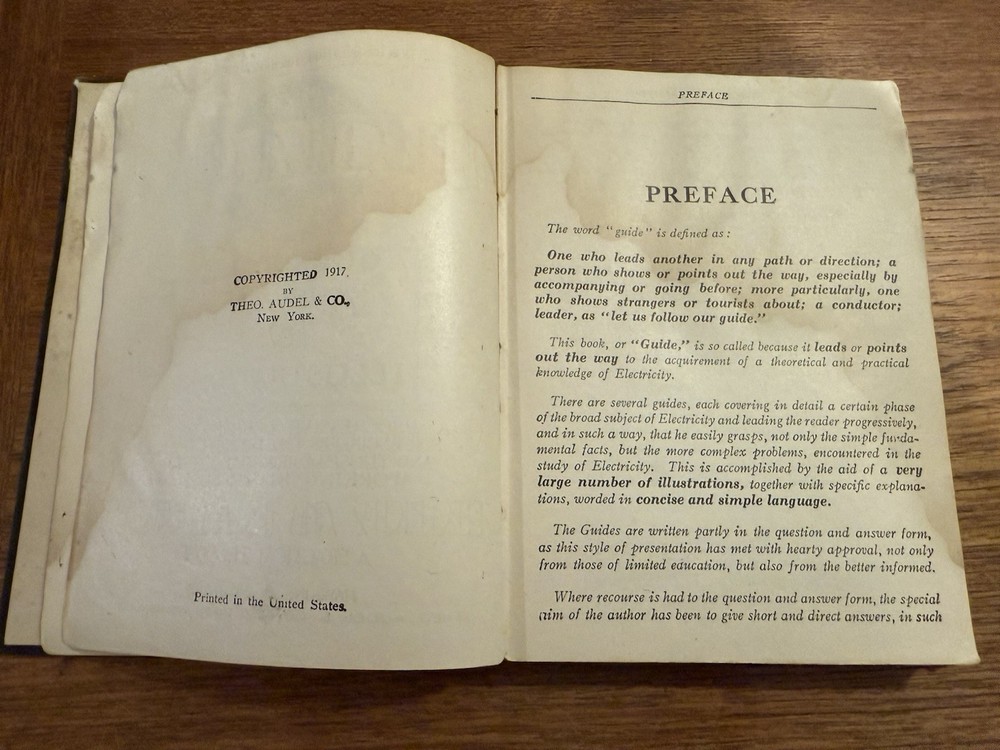 COPYRIGHTED 1917,
BY
THEO. AUDEL & CO.,
NEW YORK.
Printed in the United States.
PREFACE
PREFACE
The word "guide" is defined as:
One who leads another in any path or direction; a
person who shows or points out the way, especially by
accompanying or going before; more particularly, one
who shows strangers or tourists about; a conductor;
leader, as "let us follow our guide."
This book, or "Guide," is so called because it leads or points
out the way to the acquirement of a theoretical and practical
knowledge of Electricity.
There are several guides, each covering in detail a certain phase
of the broad subject of Electricity and leading the reader progressively,
and in such a way, that he easily grasps, not only the simple funda-
mental facts, but the more complex problems, encountered in the
study of Electricity. This is accomplished by the aid of a very
large number of illustrations, together with specific explana-
tions, worded in concise and simple language.
The Guides are written partly in the question and answer form,
as this style of presentation has met with hearty approval, not only
from those of limited education, but also from the better informed.
Where recourse is had to the question and answer form, the special
aim of the author has been to give short and direct answers, in such